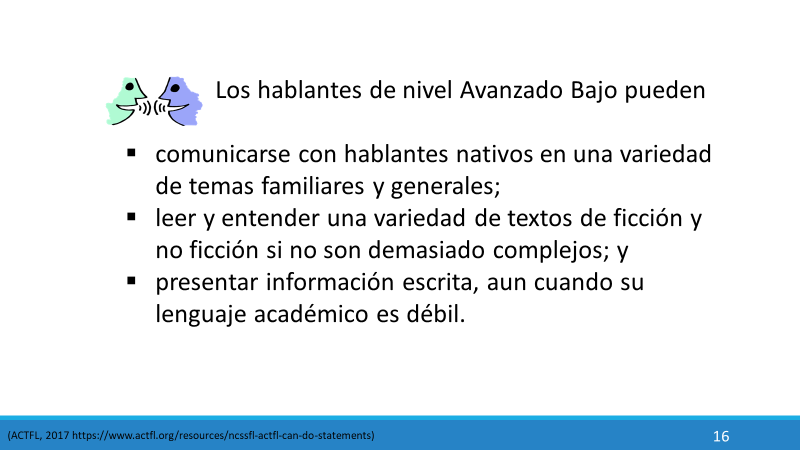 Los hablantes de nivel Avanzado Bajo pueden
▪ comunicarse con hablantes nativos en una variedad
de temas familiares y generales;
▪ leer y entender una variedad de textos de ficción y
no ficción si no son demasiado complejos; y
▪ presentar información escrita, aun cuando su
lenguaje académico es débil.
(ACTFL, 2017 https://www.actfl.org/resources/ncssfl-actfl-can-do-statements)
16